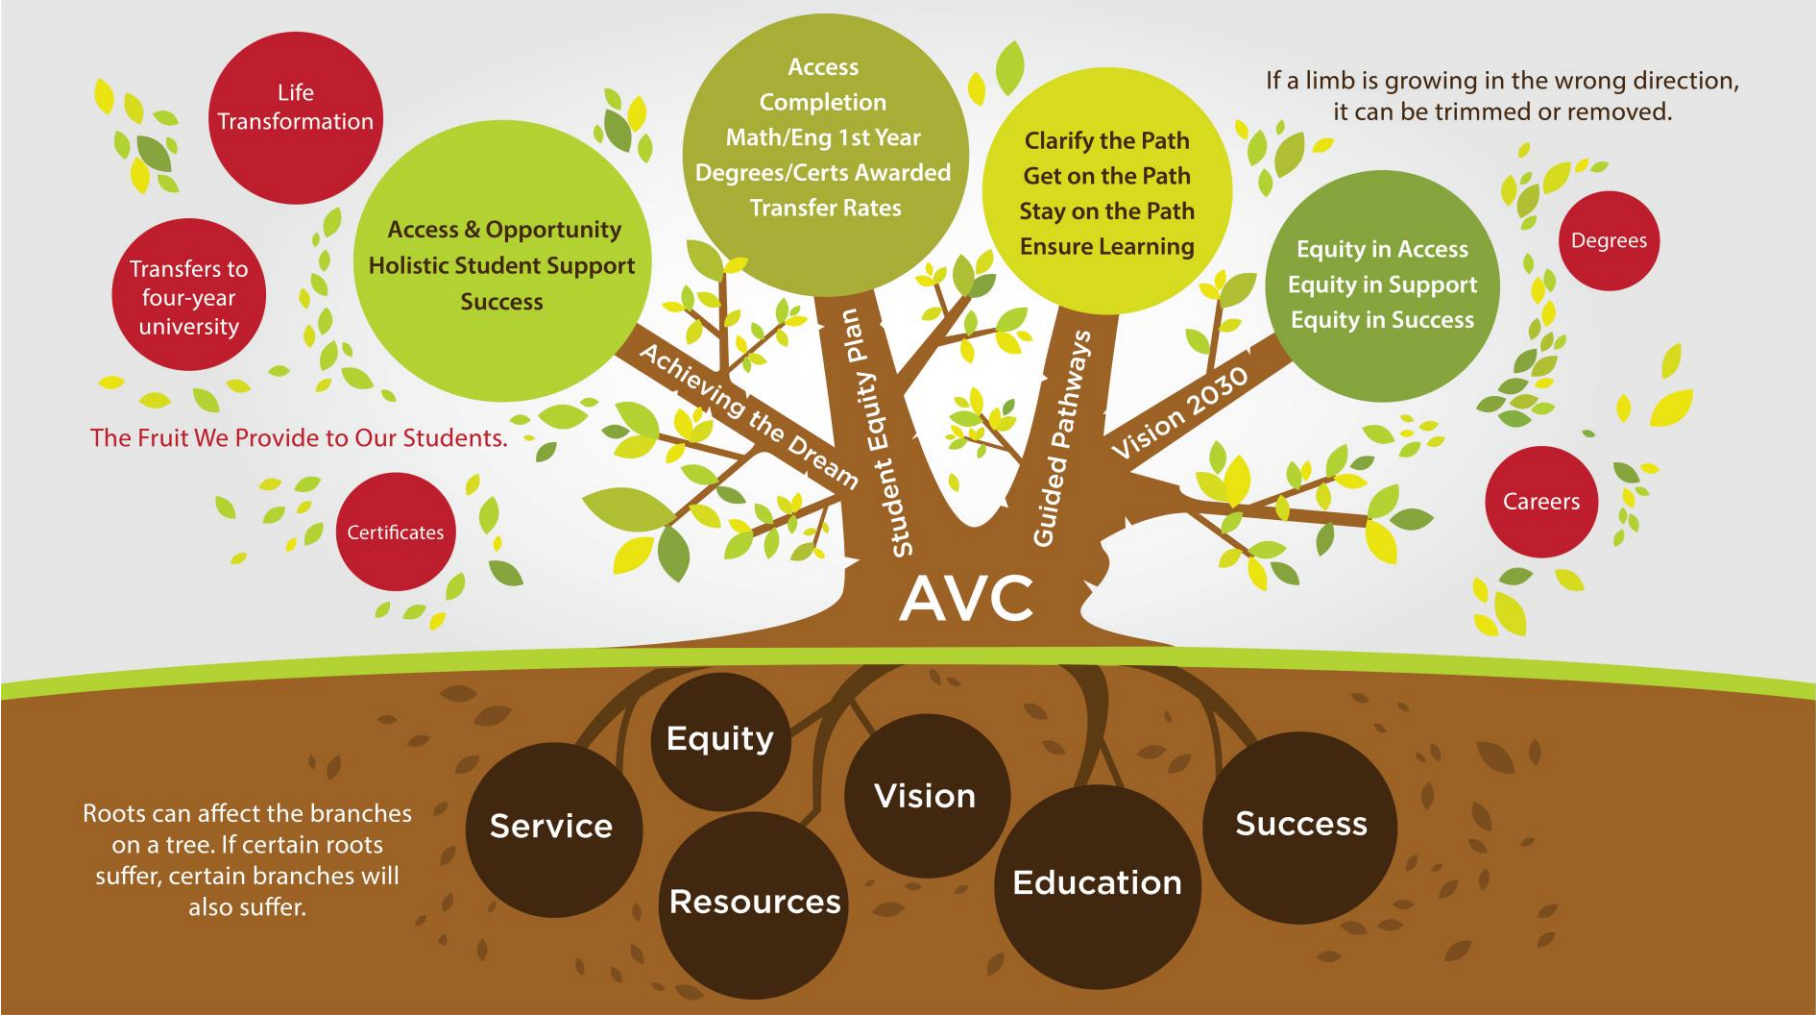 Life
Transformation
Transfers to
four-year
university
Access & Opportunity
Holistic Student Support
Success
Access
Completion
Math/Eng 1st Year
Degrees/Certs Awarded
Transfer Rates
Clarify the Path
Get on the Path
Stay on the Path
Ensure Learning
If a limb is growing in the wrong direction,
it can be trimmed or removed.
Equity in Access
Equity in Support
Equity in Success
Degrees
The Fruit We Provide to Our Students.
Certificates
Careers
Achieving the Dream
Student Equity Plan
Guided Pathways
Vision 2030
AVC
Roots can affect the branches
on a tree. If certain roots
suffer, certain branches will
also suffer.
Service
Equity
Resources
Vision
Education
Success